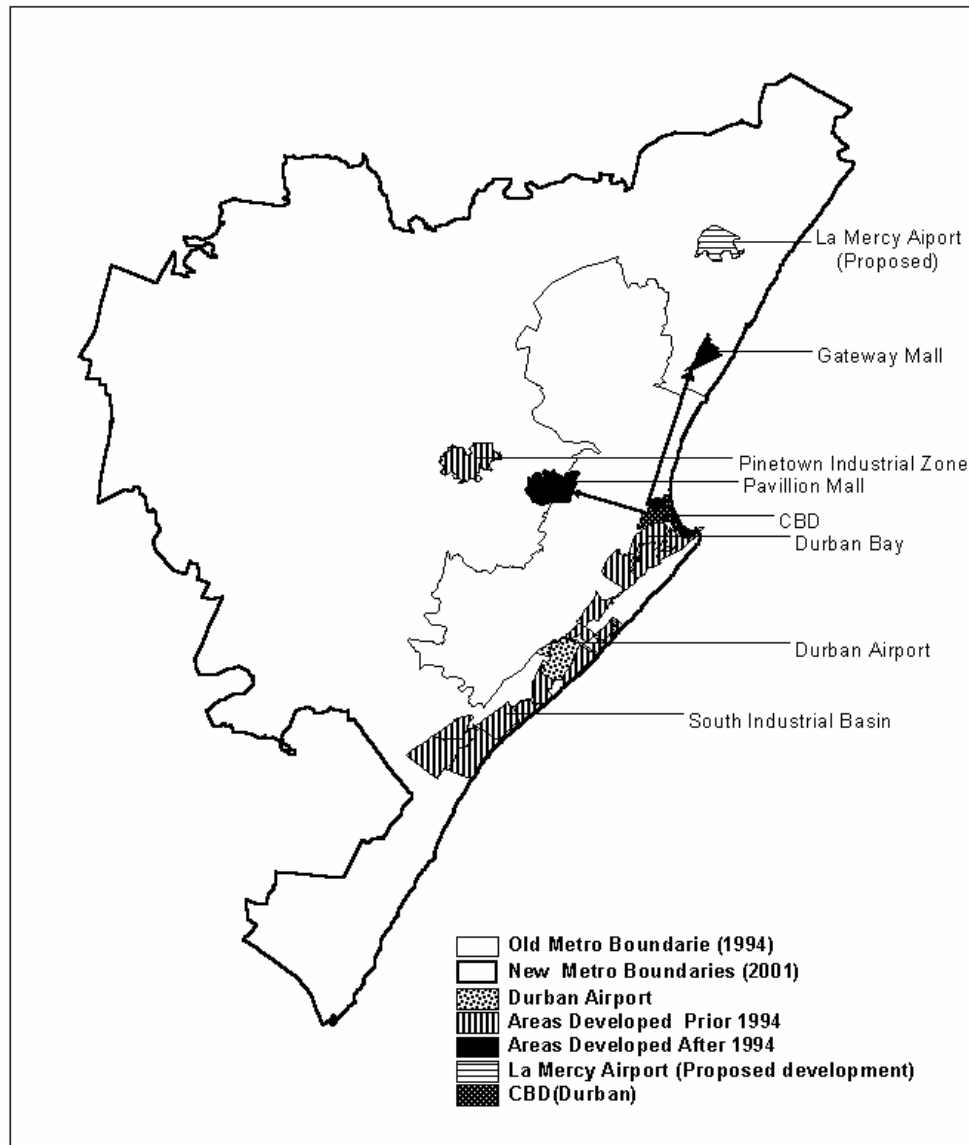 La Mercy Aiport
(Proposed)
Gateway Mall
Pinetown Industrial Zone
Pavillion Mall
CBD
Durban Bay
Durban Airport
South Industrial Basin
Old Metro Boundarie (1994)
New Metro Boundaries (2001)
Durban Airport
Areas Developed Prior 1994
Areas Developed After 1994
La Mercy Airport (Proposed development)
CBD(Durban)